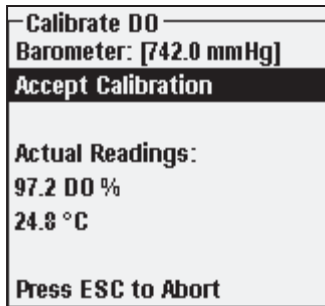 Calibrate DO
Barometer: [742.0 mmHg]
Accept Calibration
Actual Readings:
97.2 DO %
24.8 °C
Press ESC to Abort